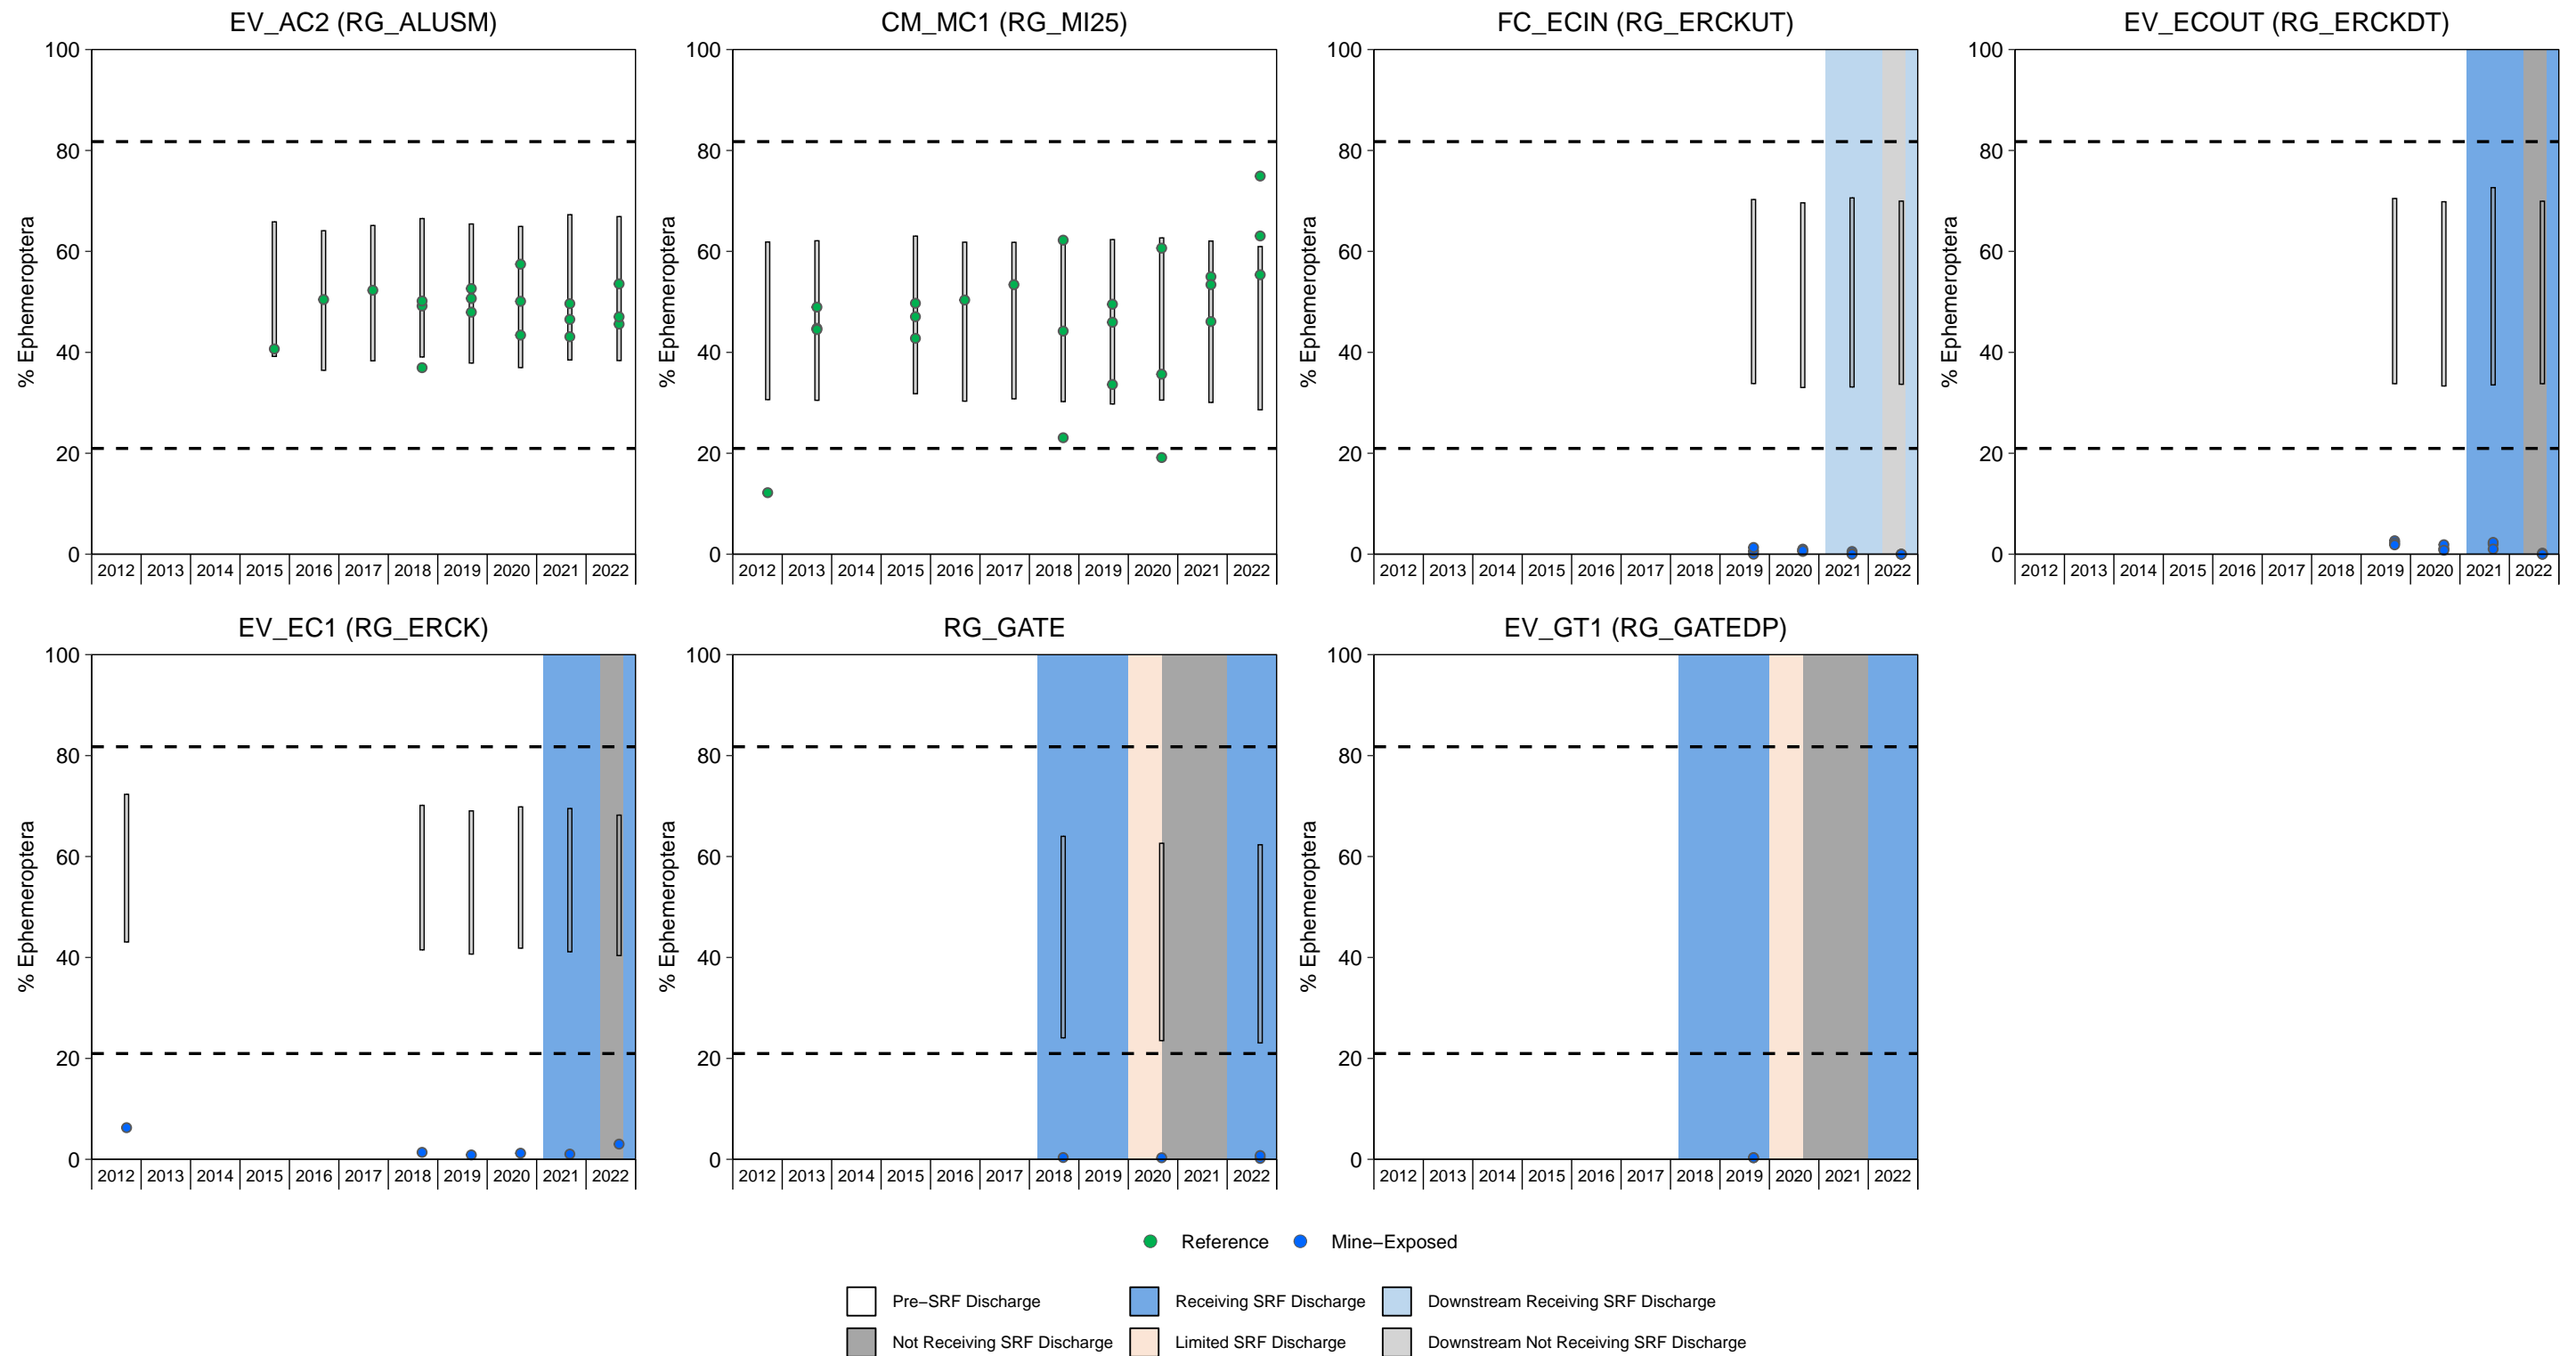 EV_AC2 (RG_ALUSM)
CM_MC1 (RG_MI25)
FC_ECIN (RG_ERCKUT)
EV_ECOUT (RG_ERCKDT)
% Ephemeroptera
100
80
60
40
20
0
2012 2013 2014 2015 2016 2017 2018 2019 2020 2021 2022
% Ephemeroptera
100
80
60
40
20
0
2012 2013 2014 2015 2016 2017 2018 2019 2020 2021 2022
% Ephemeroptera
100
80
60
40
20
0
2012 2013 2014 2015 2016 2017 2018 2019 2020 2021 2022
% Ephemeroptera
100
80
60
40
20
0
2012 2013 2014 2015 2016 2017 2018 2019 2020 2021 2022
EV_EC1 (RG_ERCK)
RG_GATE
EV_GT1 (RG_GATEDP)
% Ephemeroptera
100
80
60
40
20
0
2012 2013 2014 2015 2016 2017 2018 2019 2020 2021 2022
% Ephemeroptera
100
80
60
40
20
0
2012 2013 2014 2015 2016 2017 2018 2019 2020 2021 2022
% Ephemeroptera
100
80
60
40
20
0
2012 2013 2014 2015 2016 2017 2018 2019 2020 2021 2022
Reference Mine−Exposed
Pre−SRF Discharge Receiving SRF Discharge Downstream Receiving SRF Discharge
Not Receiving SRF Discharge Limited SRF Discharge Downstream Not Receiving SRF Discharge